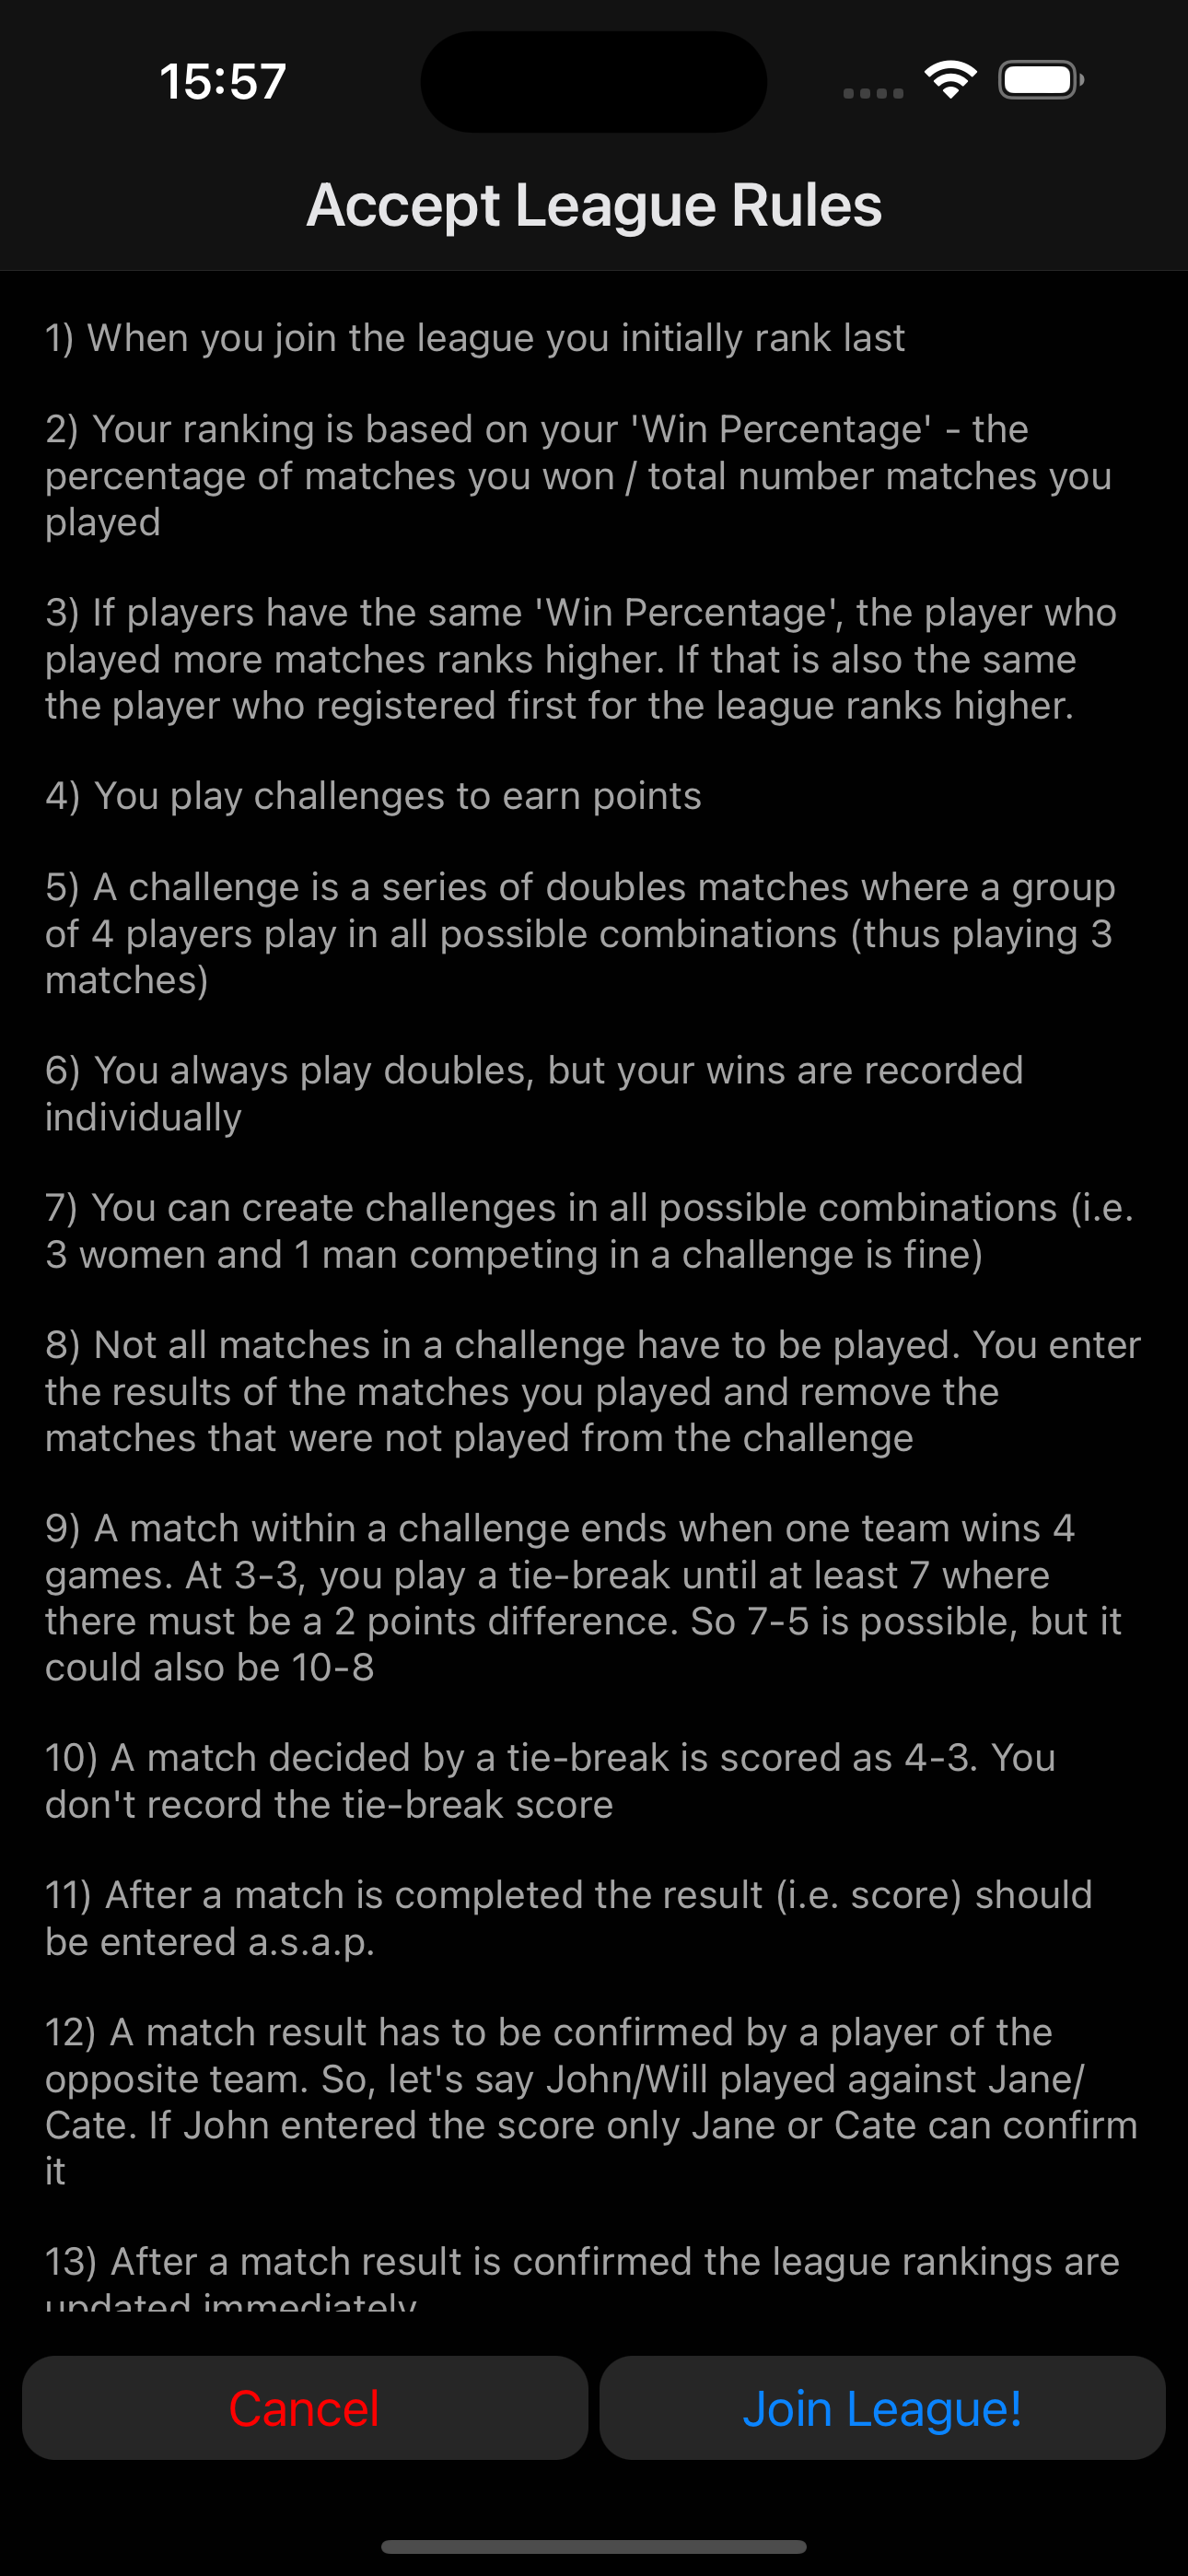 15:57
Accept League Rules
1) When you join the league you initially rank last
2) Your ranking is based on your 'Win Percentage' - the
percentage of matches you won / total number matches you
played
3) If players have the same 'Win Percentage', the player who
played more matches ranks higher. If that is also the same
the player who registered first for the league ranks higher.
4) You play challenges to earn points
5) A challenge is a series of doubles matches where a group
of 4 players play in all possible combinations (thus playing 3
matches)
6) You always play doubles, but your wins are recorded
individually
7) You can create challenges in all possible combinations (i.e.
3 women and 1 man competing in a challenge is fine)
8) Not all matches in a challenge have to be played. You enter
the results of the matches you played and remove the
matches that were not played from the challenge
9) A match within a challenge ends when one team wins 4
games. At 3-3, you play a tie-break until at least 7 where
there must be a 2 points difference. So 7-5 is possible, but it
could also be 10-8
10) A match decided by a tie-break is scored as 4-3. You
don't record the tie-break score
11) After a match is completed the result (i.e. score) should
be entered a.s.a.p.
12) A match result has to be confirmed by a player of the
opposite team. So, let's say John/Will played against Jane/
Cate. If John entered the score only Jane or Cate can confirm
it
13) After a match result is confirmed the league rankings are
updated immediately
Cancel
Join League!